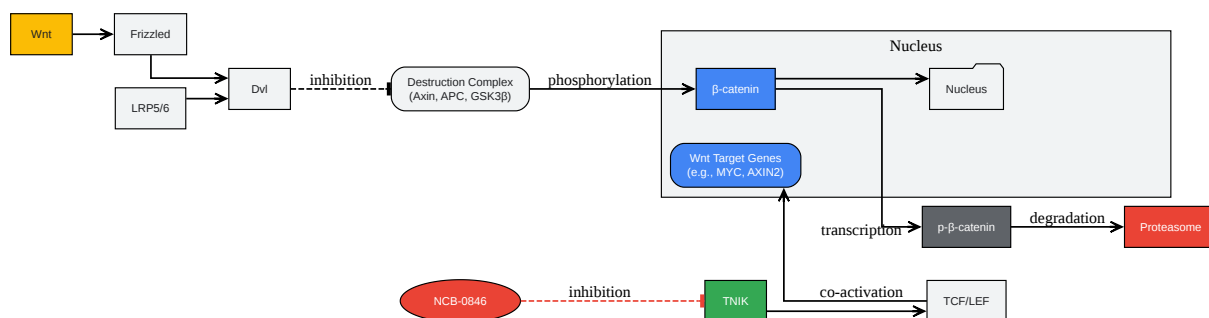 Wnt
Frizzled
LRP5/6
Dvl
inhibition
Destruction Complex
(Axin, APC, GSK3β)
phosphorylation
Nucleus
β-catenin
Nucleus
Wnt Target Genes
(e.g., MYC, AXIN2)
transcription
p-β-catenin
degradation
Proteasome
NCB-0846
inhibition
TNIK
co-activation
TCF/LEF